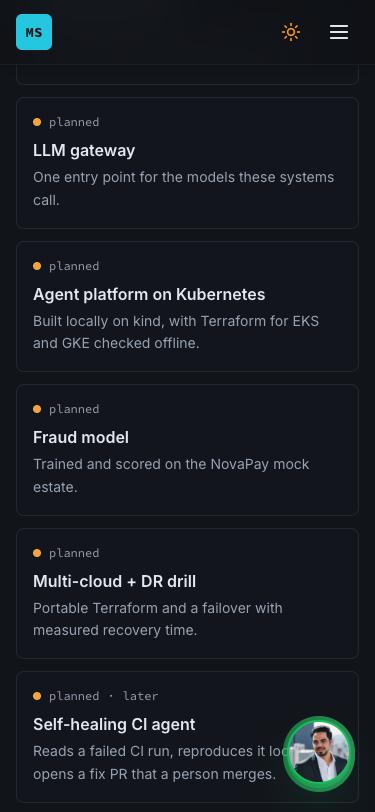 MS
planned
LLM gateway
One entry point for the models these systems
call.
planned
Agent platform on Kubernetes
Built locally on kind, with Terraform for EKS
and GKE checked offline.
planned
Fraud model
Trained and scored on the NovaPay mock
estate.
planned
Multi-cloud + DR drill
Portable Terraform and a failover with
measured recovery time.
planned · later
Self-healing CI agent
Reads a failed CI run, reproduces it
opens a fix PR that a person merges.